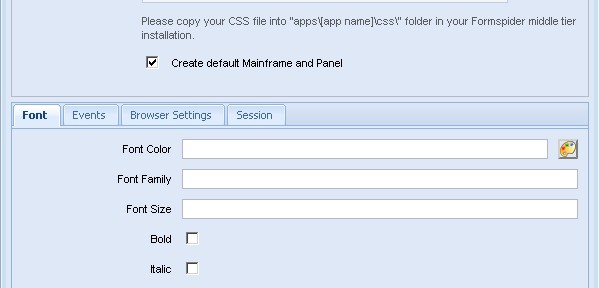 Please copy your CSS file into "apps\[app name]\css\" folder in your Formspider middle tier
installation.
Create default Mainframe and Panel
Font Events Browser Settings Session
Font Color
Font Family
Font Size
Bold
Italic